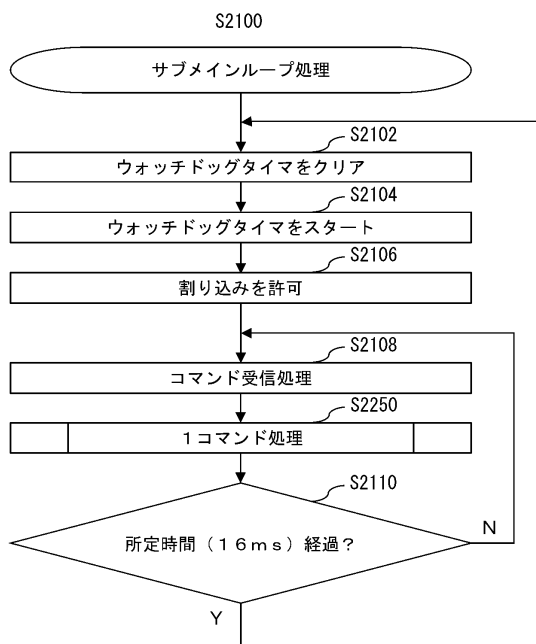 S2100
サブメインループ処理
S2102
ウォッチドッグタイマをクリア
S2104
ウォッチドッグタイマをスタート
S2106
割り込みを許可
S2108
コマンド受信処理
S2250
1コマンド処理
S2110
所定時間（16ms）経過？
N
Y